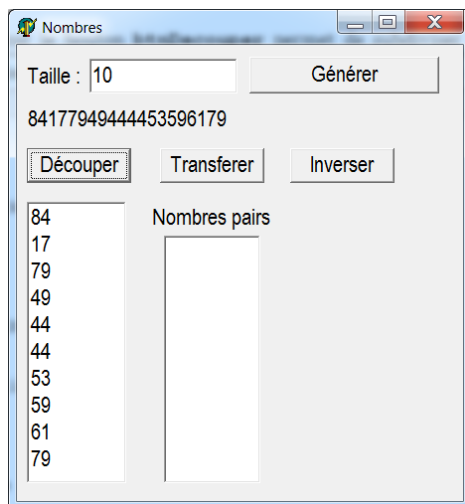 Nombres
Taille : 10 Générer
84177949444453596179
Découper Transferer Inverser
Nombres pairs
84
17
79
49
44
44
53
59
61
79